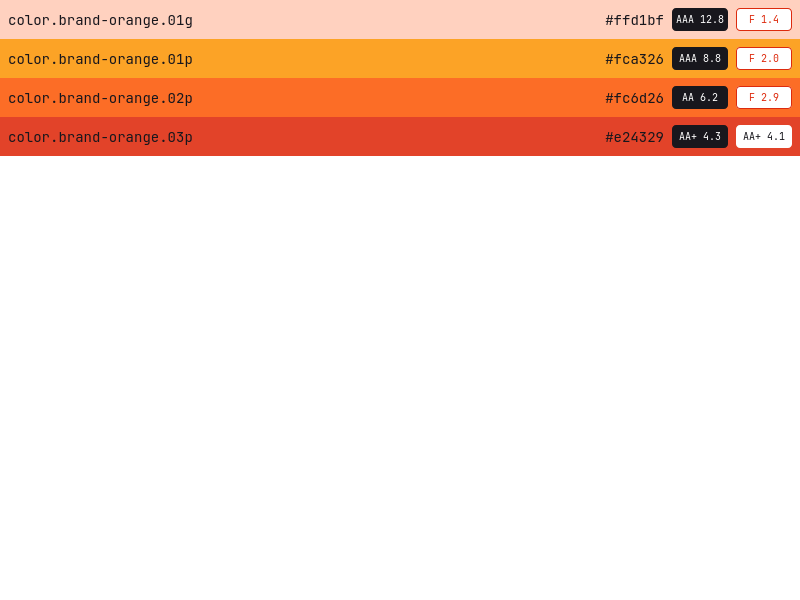 color.brand-orange.01g #ffd1bf AAA 12.8 F 1.4
color.brand-orange.01p #fca326 AAA 8.8 F 2.0
color.brand-orange.02p #fc6d26 AA 6.2 F 2.9
color.brand-orange.03p #e24329 AA+ 4.3 AA+ 4.1